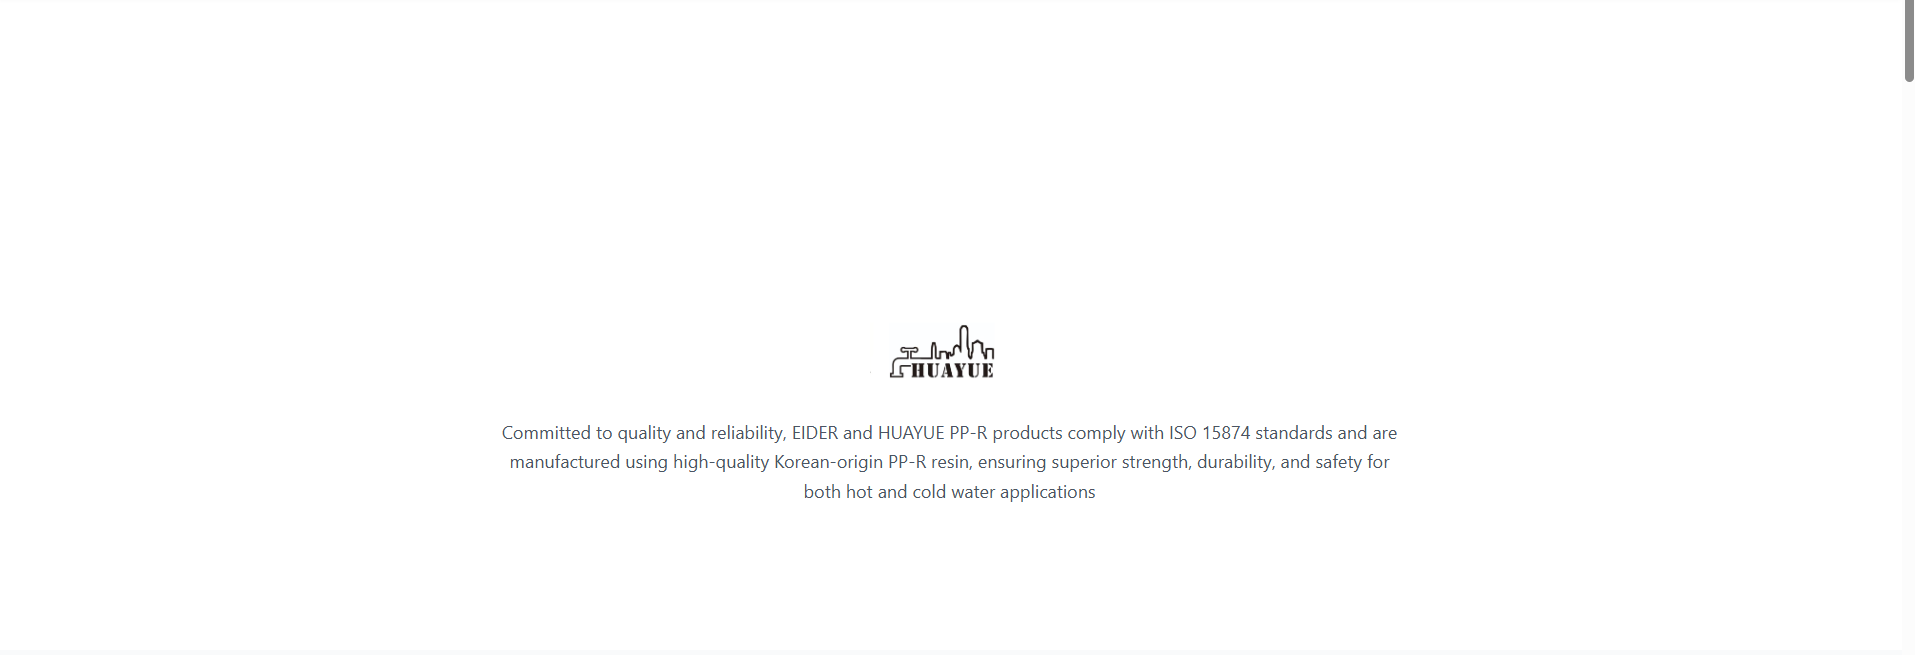 HUAYUE
Committed to quality and reliability, EIDER and HUAYUE PP-R products comply with ISO 15874 standards and are
manufactured using high-quality Korean-origin PP-R resin, ensuring superior strength, durability, and safety for
both hot and cold water applications